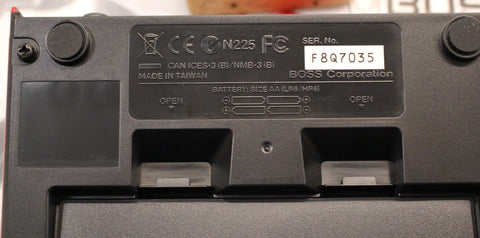 N225 FC
SER. No.
F8Q7035
CAN ICES-3 (B)/NMB-3 (B)
MADE IN TAIWAN
BOSS Corporation
BATTERY: SIZE AA (LR6/HR6)
OPEN
OPEN